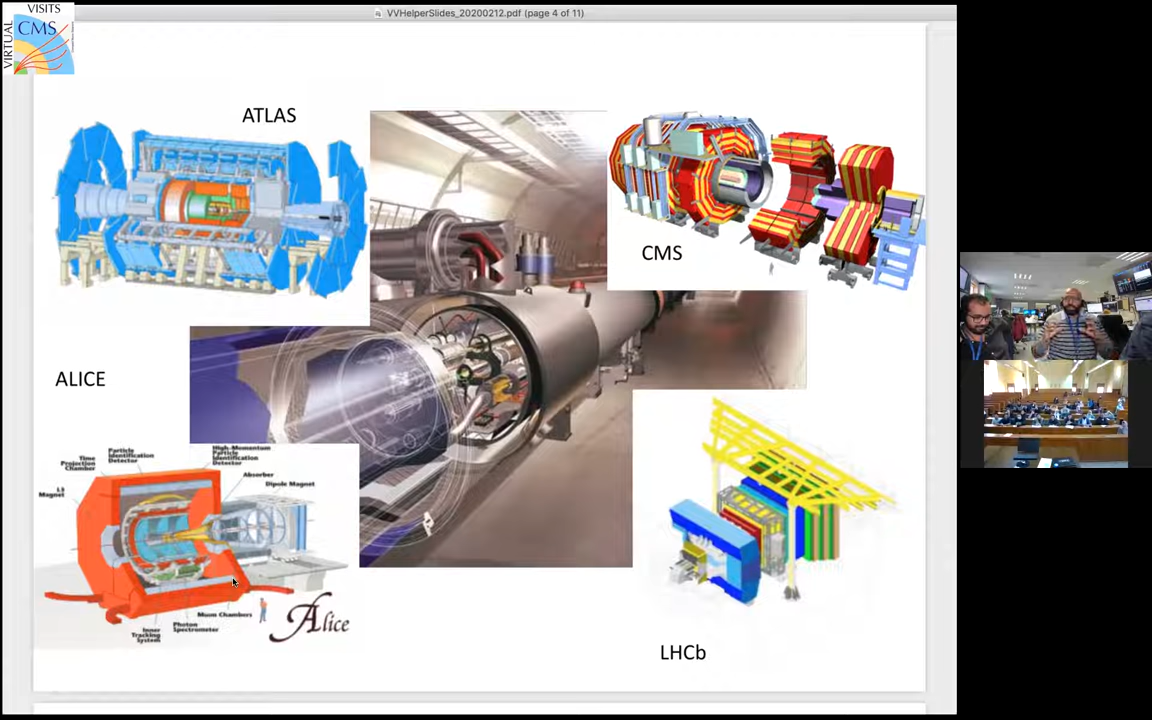 VISITS
VIRTUAL
CMS
VVHelperSlides_20200212.pdf (page 4 of 11)
ATLAS
CMS
ALICE
Time
Projection
Chamber
Particle
Identification
Detector
High-Momentum
Particle
Identification
Detector
Absorber
Dipole Magnet
L3
Magnet
Muon Chambers
Photon
Spectrometer
Inner
Tracking
System
Alice
LHCb